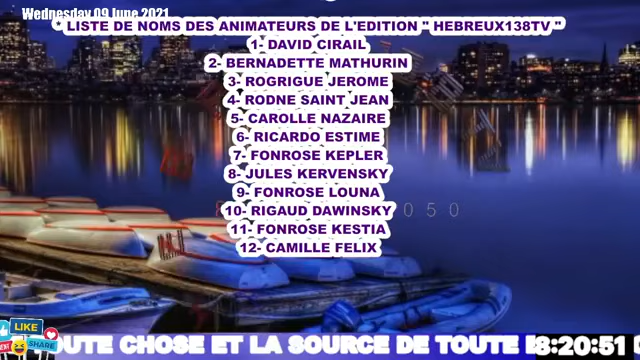 Wednesday 09 June 2021
* LISTE DE NOMS DES ANIMATEURS DE L'EDITION " HEBREUX138TV "
1- DAVID CIRAIL
2- BERNADETTE MATHURIN
3- ROGRIGUE JEROME
4- RODNE SAINT JEAN
5- CAROLLE NAZAIRE
6- RICARDO ESTIME
7- FONROSE KEPLER
8- JULES KERVENSKY
9- FONROSE LOUNA
10- RIGAUD DAWINSKY
050
11- FONROSE KESTIA
12- CAMILLE FELIX
LIKE
SHARE
OUTE CHOSE ET LA SOURCE DE TOUTE
8:20:51